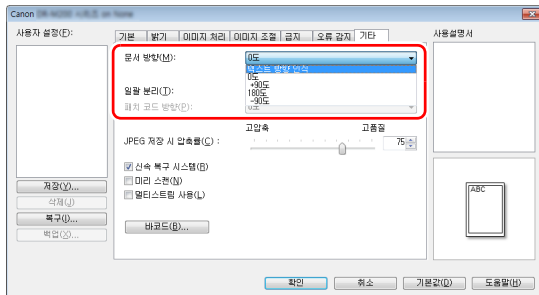 Canon
사용자 설정(F):
저장(Y)...
삭제(J)
복구(I)...
백업(X)...
기본 밝기 이미지 처리 이미지 조절 급지 오류 감지 기타
문서 방향(M):
0도
텍스트 방향 인식
0도
+90도
180도
-90도
일괄 분리(T):
패치 코드 방향(P):
0도
고압축 고품질
JPEG 저장 시 압축률(C) :
75
신속 복구 시스템(R)
미리 스캔(N)
멀티스트림 사용(L)
바코드(B)...
사용설명서
ABC
확인 취소 기본값(D) 도움말(H)